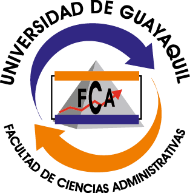 UNIVERSIDAD DE GUAYAQUIL
FCA
FACULTAD DE CIENCIAS ADMINISTRATIVAS